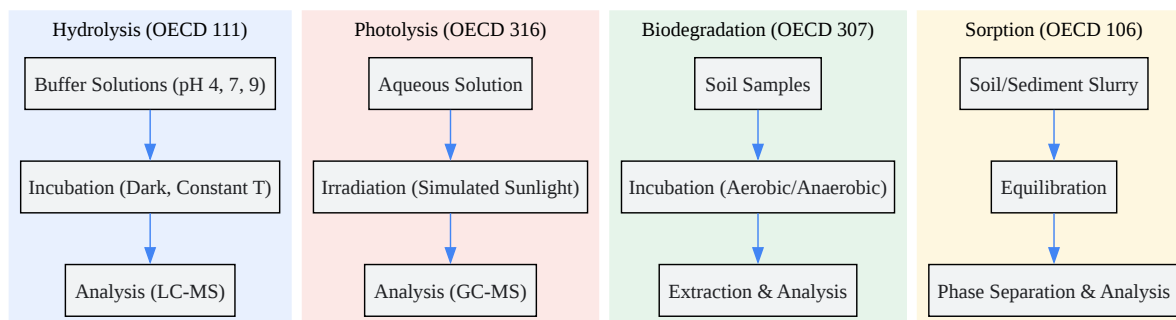 Hydrolysis (OECD 111)
Buffer Solutions (pH 4, 7, 9)
Incubation (Dark, Constant T)
Analysis (LC-MS)
Photolysis (OECD 316)
Aqueous Solution
Irradiation (Simulated Sunlight)
Analysis (GC-MS)
Biodegradation (OECD 307)
Soil Samples
Incubation (Aerobic/Anaerobic)
Extraction & Analysis
Sorption (OECD 106)
Soil/Sediment Slurry
Equilibration
Phase Separation & Analysis